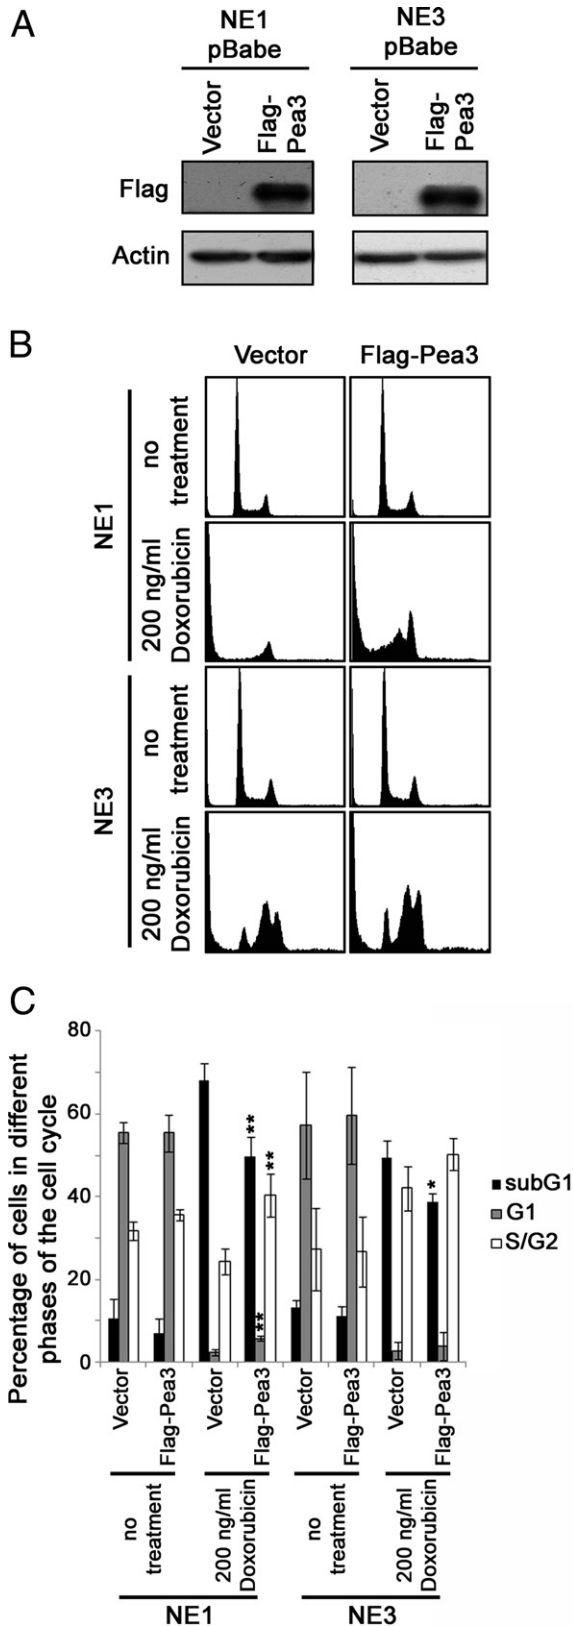 A
NE1
pBabe
NE3
pBabe
Vector
Flag-
Pea3
Vector
Flag-
Pea3
Flag
Actin
B
Vector
Flag-Pea3
NE1
no
treatment
200 ng/ml
Doxorubicin
NE3
no
treatment
200 ng/ml
Doxorubicin
C
Percentage of cells in different
phases of the cell cycle
80
60
40
20
0
**
**
**
*
subG1
G1
S/G2
Vector
Flag-Pea3
Vector
Flag-Pea3
Vector
Flag-Pea3
Vector
Flag-Pea3
no
treatment
200 ng/ml
Doxorubicin
no
treatment
200 ng/ml
Doxorubicin
NE1
NE3